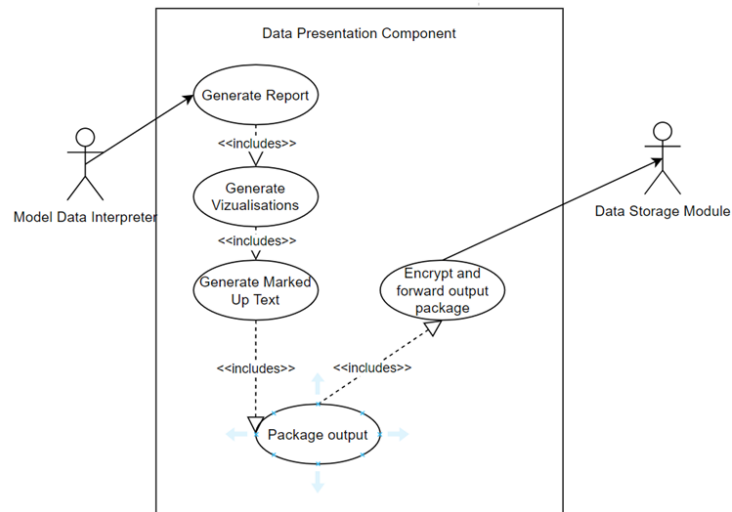 Data Presentation Component
Generate Report
<<includes>>
Generate
Vizualisations
Model Data Interpreter
Data Storage Module
<<includes>>
Generate Marked
Up Text
Encrypt and
forward output
package
<<includes>>
<<includes>>
Package output